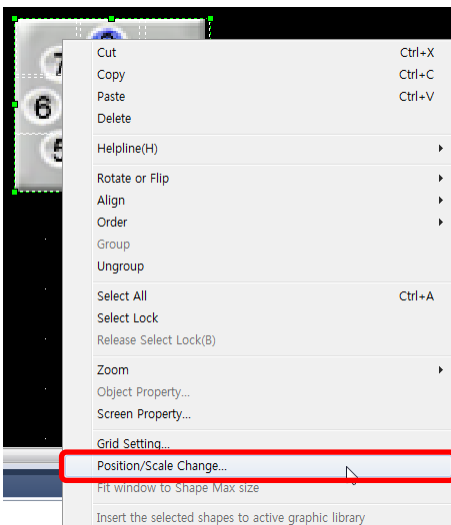 7
6
5
Cut Ctrl+X
Copy Ctrl+C
Paste Ctrl+V
Delete
Helpline(H)
Rotate or Flip
Align
Order
Group
Ungroup
Select All Ctrl+A
Select Lock
Release Select Lock(B)
Zoom
Object Property...
Screen Property...
Grid Setting...
Position/Scale Change...
Fit window to Shape Max size
Insert the selected shapes to active graphic library